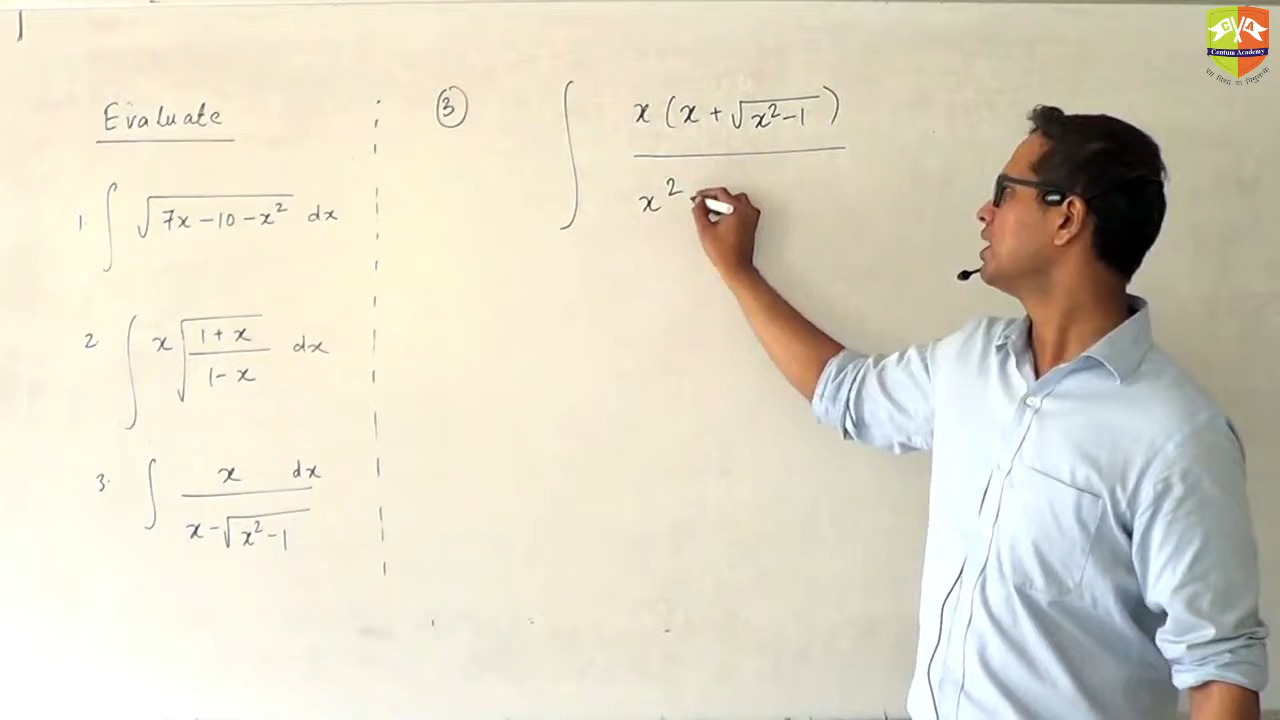 Evaluate
1. ∫ √(7x-10-x²) dx
2 ∫ x √((1+x)/(1-x)) dx
3. ∫ x dx / (x-√(x²-1))
③ ∫ x(x+√(x²-1)) / x²
C A
Centum Academy